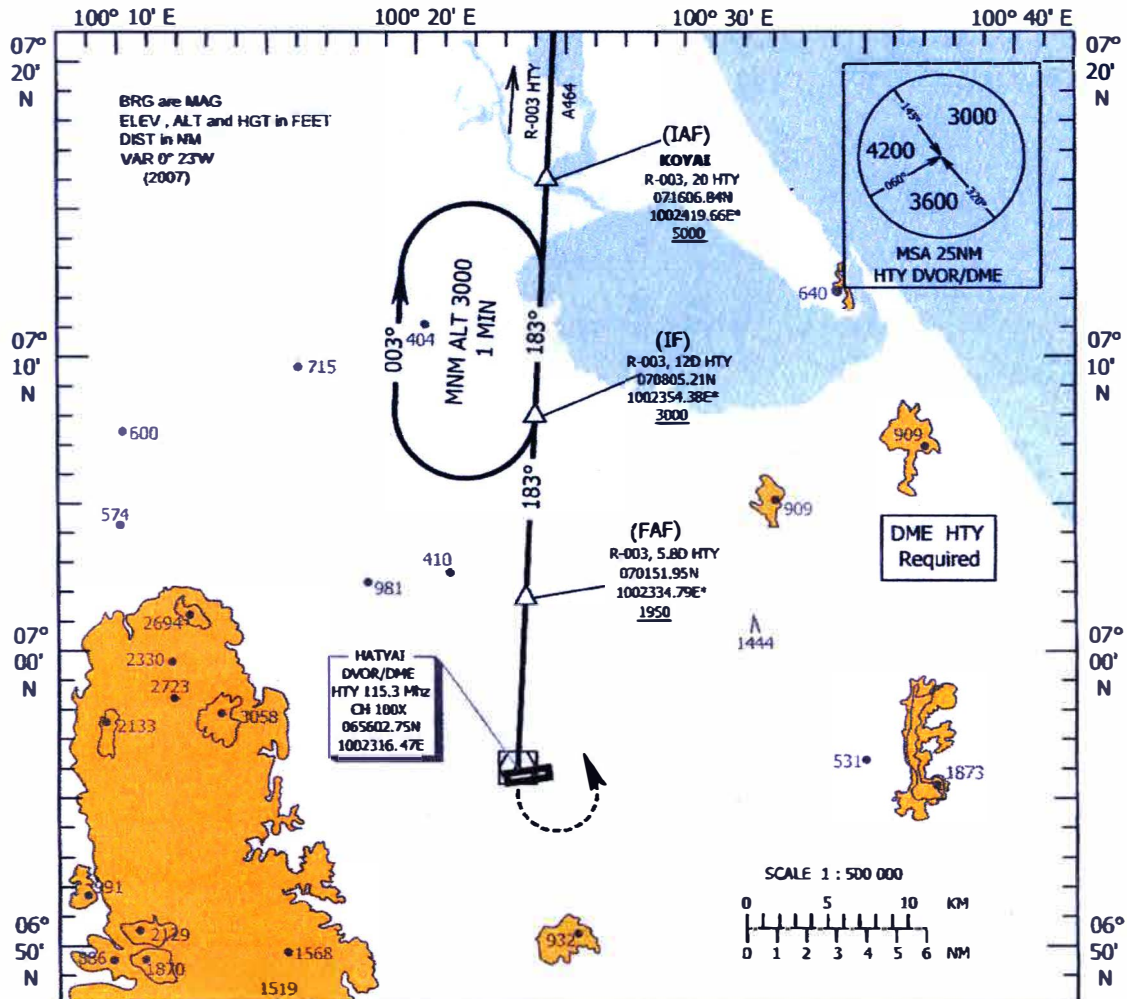 100° 10' E
100° 20' E
100° 30' E
100° 40' E
07°
20'
N
07°
20'
N
BRG are MAG
ELEV , ALT and HGT in FEET
DIST in NM
VAR 0° 23'W
(2007)
R-003 HTY
A464
(IAF)
KOYAI
R-003, 20 HTY
071606.84N
1002419.66E*
5000
145°
3000
4200
060°
3600
320°
MSA 25NM
HTY DVOR/DME
640
003°
MNM ALT 3000
1 MIN
183°
404
715
07°
10'
N
07°
10'
N
(IF)
R-003, 12D HTY
070805.21N
1002354.38E*
3000
600
909
183°
574
909
DME HTY
Required
(FAF)
R-003, 5.8D HTY
070151.95N
1002334.79E*
1950
410
981
2694
1444
07°
00'
N
07°
00'
N
2330
2723
3058
2133
HATYAI
DVOR/DME
HTY 115.3 Mhz
CH 100X
065602.75N
1002316.47E
531
1873
SCALE 1 : 500 000
0 5 10 KM
0 1 2 3 4 5 6 NM
991
06°
50'
N
06°
50'
N
2129
932
886
1870
1568
1519